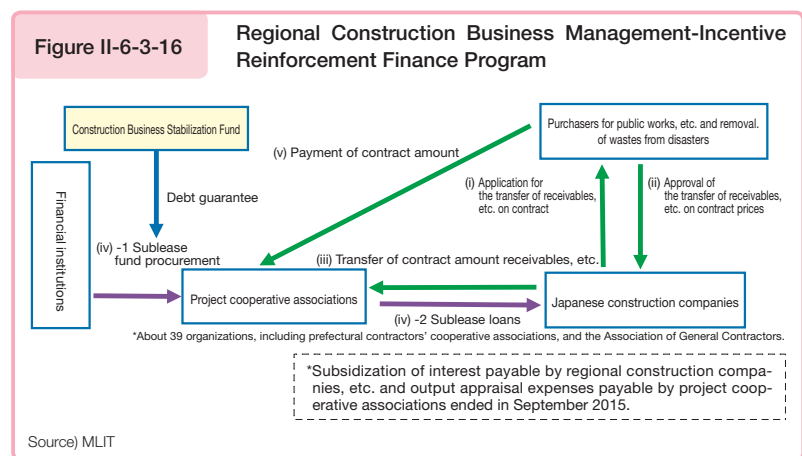 Figure II-6-3-16
Regional Construction Business Management-Incentive
Reinforcement Finance Program
Construction Business Stabilization Fund
Purchasers for public works, etc. and removal.
of wastes from disasters
(v) Payment of contract amount
Financial institutions
Debt guarantee
(i) Application for
the transfer of receivables,
etc. on contract
(ii) Approval of
the transfer of receivables,
etc. on contract prices
(iv) -1 Sublease
fund procurement
(iii) Transfer of contract amount receivables, etc.
Project cooperative associations
Japanese construction companies
(iv) -2 Sublease loans
*About 39 organizations, including prefectural contractors' cooperative associations, and the Association of General Contractors.
*Subsidization of interest payable by regional construction compa-
nies, etc. and output appraisal expenses payable by project coop-
erative associations ended in September 2015.
Source) MLIT